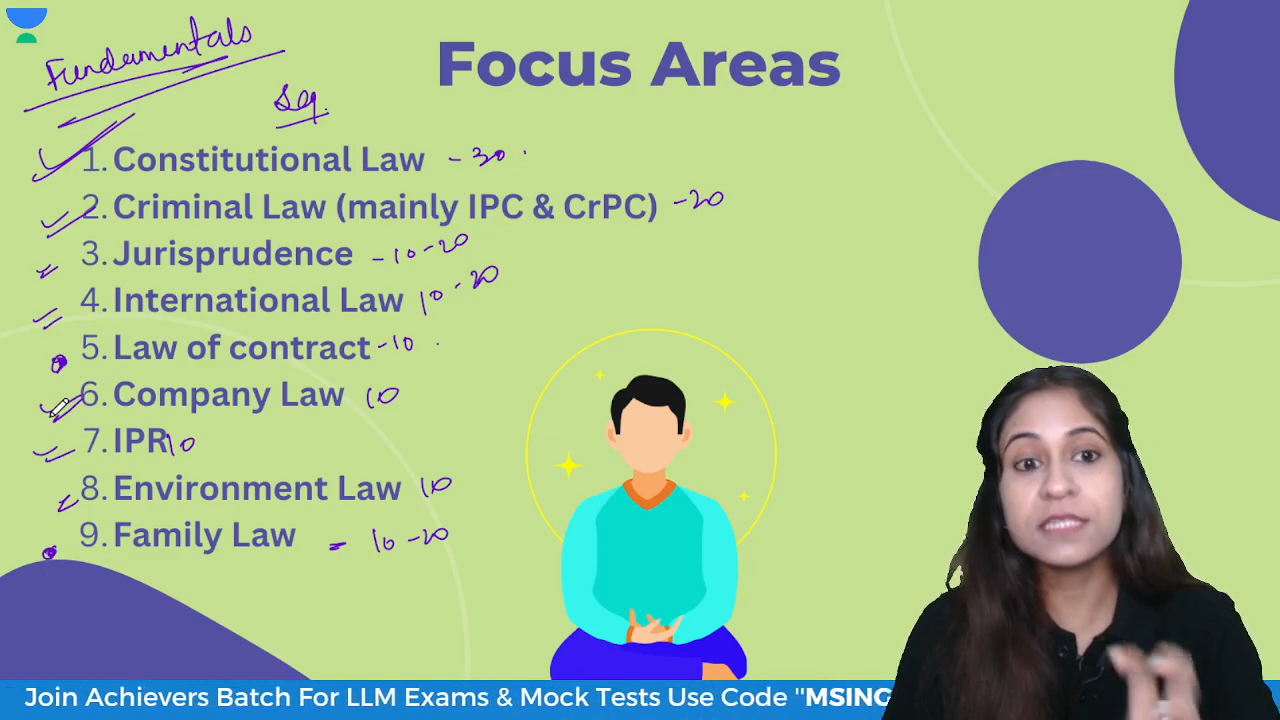 Fundamentals
Focus Areas
Seq.
1. Constitutional Law - 30
2. Criminal Law (mainly IPC & CrPC) - 20
3. Jurisprudence - 10 - 20
4. International Law 10 - 20
5. Law of contract - 10
6. Company Law 10
7. IPR 10
8. Environment Law 10
9. Family Law = 10 - 20
Join Achievers Batch For LLM Exams & Mock Tests Use Code "MSING